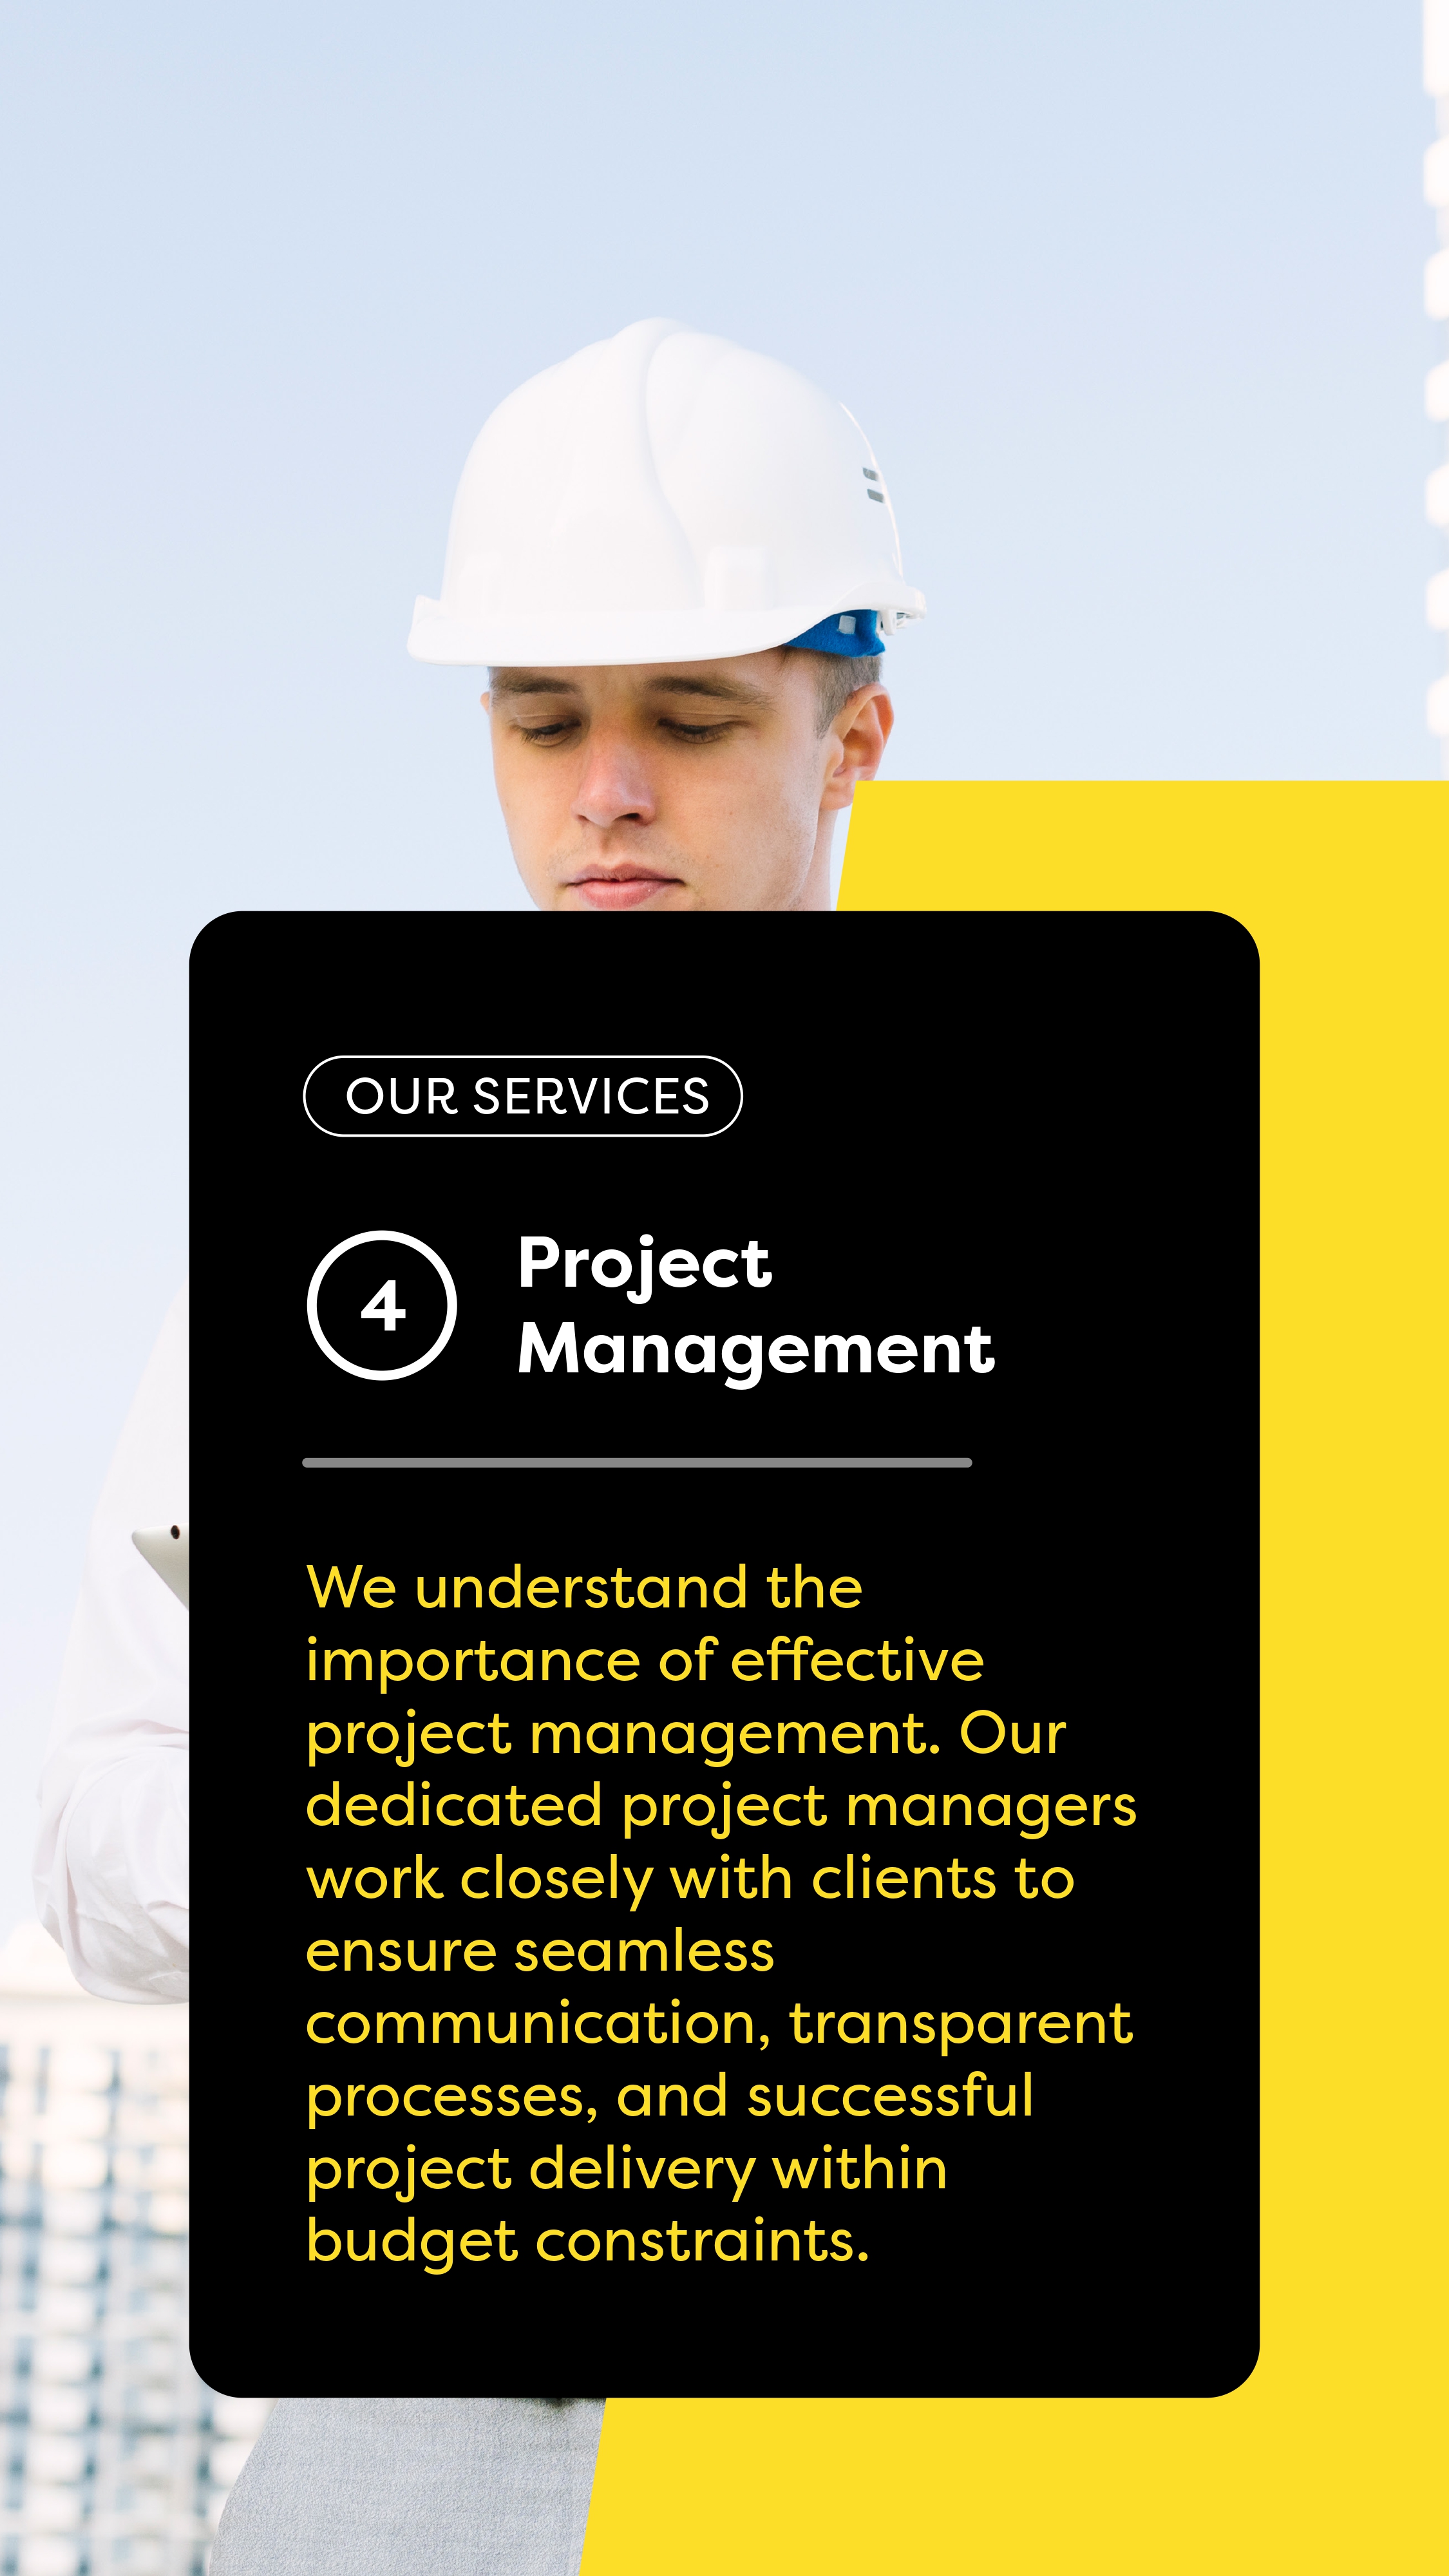 OUR SERVICES
4
Project
Management
We understand the
importance of effective
project management. Our
dedicated project managers
work closely with clients to
ensure seamless
communication, transparent
processes, and successful
project delivery within
budget constraints.